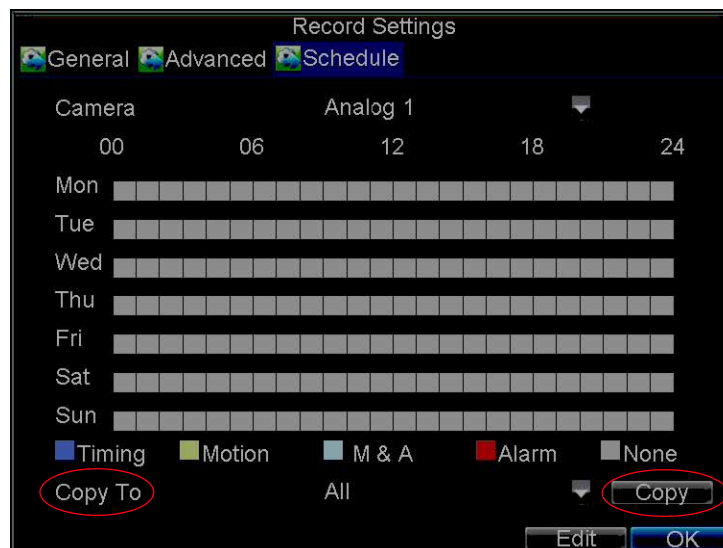 Record Settings
General Advanced Schedule
Camera Analog 1
00 06 12 18 24
Mon
Tue
Wed
Thu
Fri
Sat
Sun
Timing Motion M & A Alarm None
Copy To All Copy
Edit OK